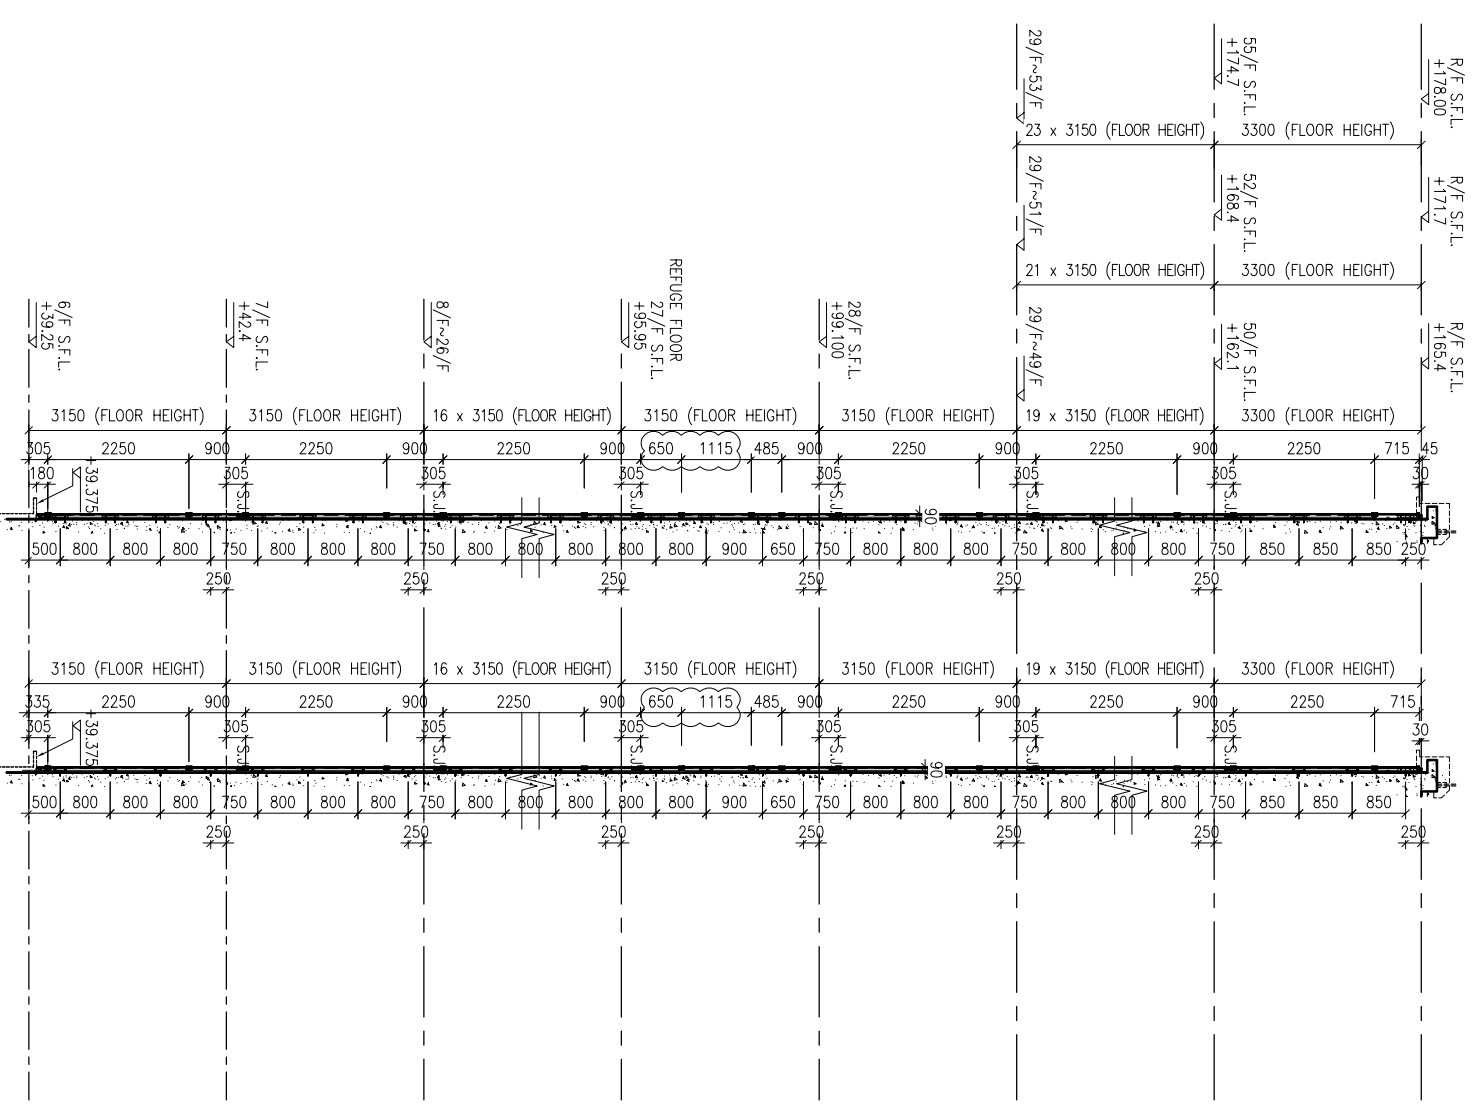 R/F S.F.L.
+178.00
55/F S.F.L.
+174.7
29/F~53/F
23 x 3150 (FLOOR HEIGHT)
3300 (FLOOR HEIGHT)
R/F S.F.L.
+171.7
52/F S.F.L.
+168.4
29/F~51/F
21 x 3150 (FLOOR HEIGHT)
3300 (FLOOR HEIGHT)
R/F S.F.L.
+165.4
50/F S.F.L.
+162.1
29/F~49/F
28/F S.F.L.
+99.100
REFUGE FLOOR
27/F S.F.L.
+95.95
8/F~26/F
7/F S.F.L.
+42.4
6/F S.F.L.
+39.25
3150 (FLOOR HEIGHT) 3150 (FLOOR HEIGHT) 16 x 3150 (FLOOR HEIGHT) 3150 (FLOOR HEIGHT) 3150 (FLOOR HEIGHT) 19 x 3150 (FLOOR HEIGHT) 3300 (FLOOR HEIGHT)
305 2250 900 2250 900 2250 900 650 1115 485 900 2250 900 2250 900 2250 715 45
180 305 305 305 305 305 305 30
+39.375
S.J. S.J. S.J. S.J. S.J. S.J.
90
500 800 800 800 750 800 800 800 750 800 800 800 800 800 900 650 750 800 800 800 750 800 800 800 750 850 850 850 250
250 250 250 250 250 250
3150 (FLOOR HEIGHT) 3150 (FLOOR HEIGHT) 16 x 3150 (FLOOR HEIGHT) 3150 (FLOOR HEIGHT) 3150 (FLOOR HEIGHT) 19 x 3150 (FLOOR HEIGHT) 3300 (FLOOR HEIGHT)
335 2250 900 2250 900 2250 900 650 1115 485 900 2250 900 2250 900 2250 715
305 305 305 305 305 305 305 30
+39.375
S.J. S.J. S.J. S.J. S.J. S.J.
90
500 800 800 800 750 800 800 800 750 800 800 800 800 800 900 650 750 800 800 800 750 800 800 800 750 850 850 850
250 250 250 250 250 250 250